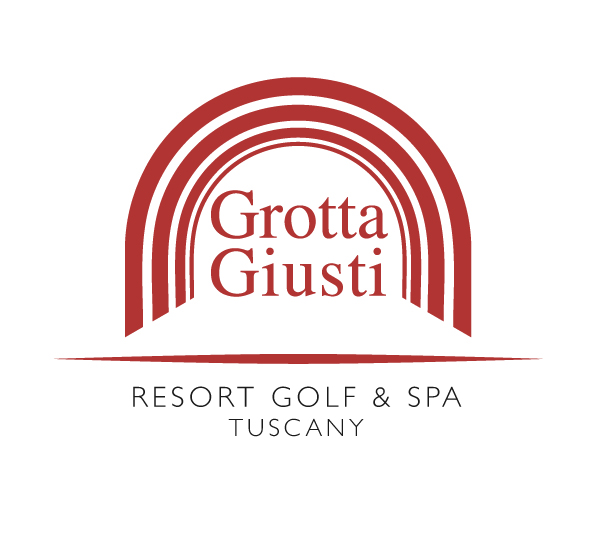 Grotta
Giusti
RESORT GOLF & SPA
TUSCANY